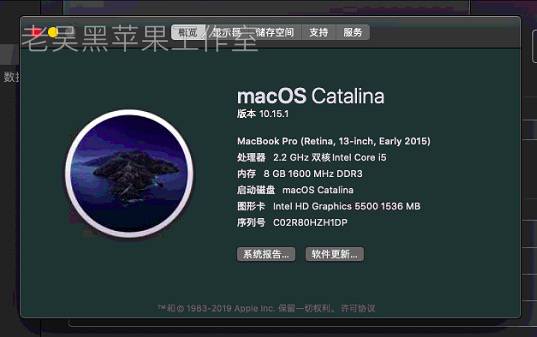 老吴黑苹果工作室
概览 显示器 储存空间 支持 服务
数据
macOS Catalina
版本 10.15.1
MacBook Pro (Retina, 13-inch, Early 2015)
处理器 2.2 GHz 双核Intel Core i5
内存 8 GB 1600 MHz DDR3
启动磁盘 macOS Catalina
图形卡 Intel HD Graphics 5500 1536 MB
序列号 C02R80HZH1DP
系统报告... 软件更新...
™和© 1983-2019 Apple Inc. 保留一切权利。许可协议